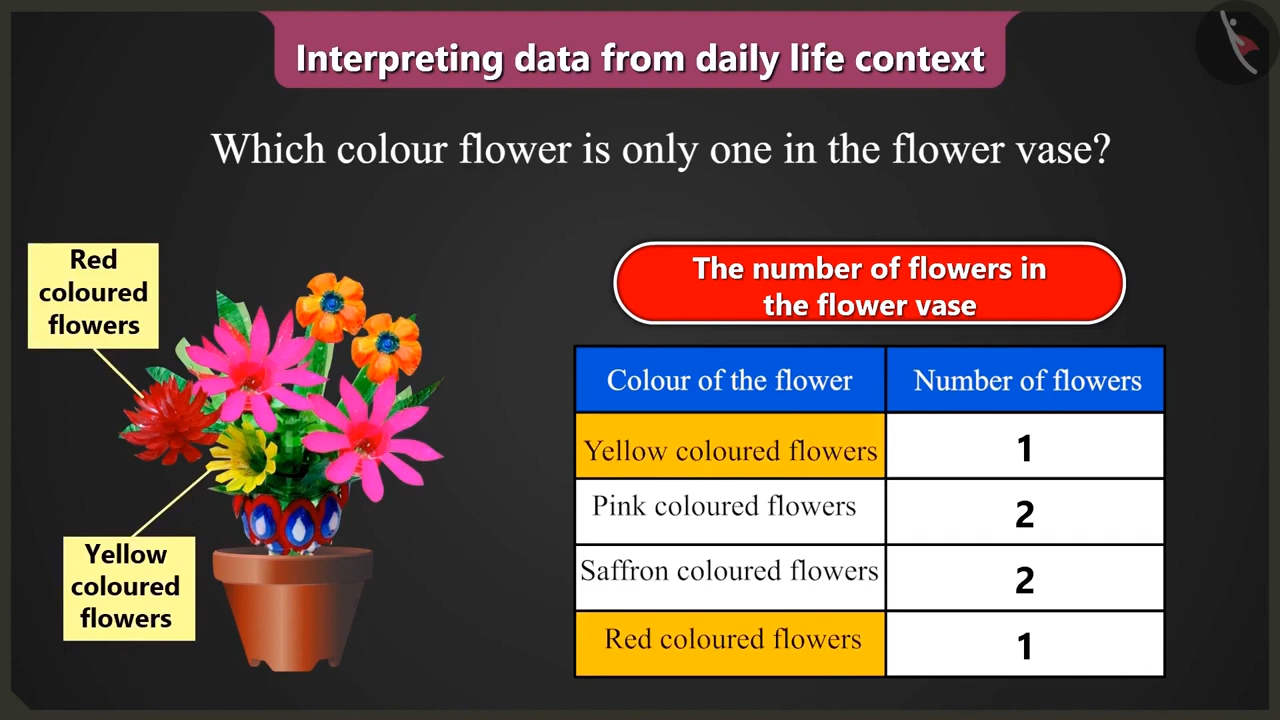 Interpreting data from daily life context
Which colour flower is only one in the flower vase?
Red
coloured
flowers
Yellow
coloured
flowers
The number of flowers in
the flower vase
Colour of the flower Number of flowers
Yellow coloured flowers 1
Pink coloured flowers 2
Saffron coloured flowers 2
Red coloured flowers 1